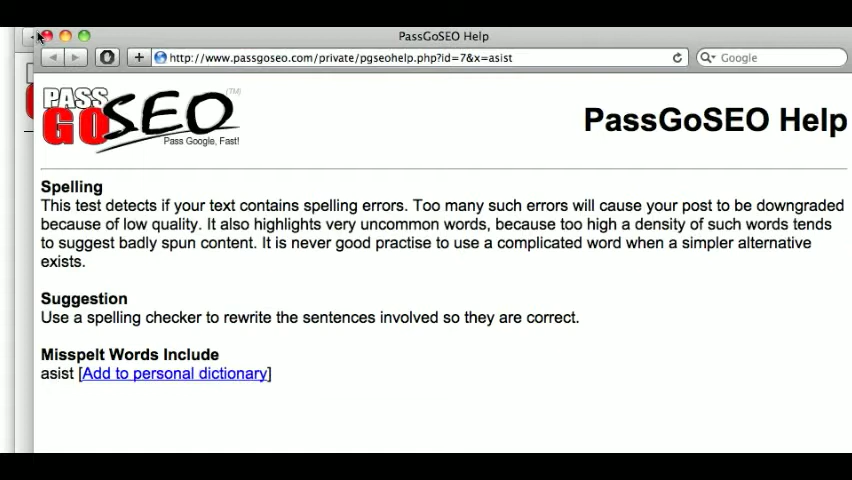 PassGoSEO Help
http://www.passgoseo.com/private/pgseohelp.php?id=7&x=asist
Google
PASS
GO SEO (TM)
Pass Google, Fast!
PassGoSEO Help
Spelling
This test detects if your text contains spelling errors. Too many such errors will cause your post to be downgraded
because of low quality. It also highlights very uncommon words, because too high a density of such words tends
to suggest badly spun content. It is never good practise to use a complicated word when a simpler alternative
exists.
Suggestion
Use a spelling checker to rewrite the sentences involved so they are correct.
Misspelt Words Include
asist [Add to personal dictionary]